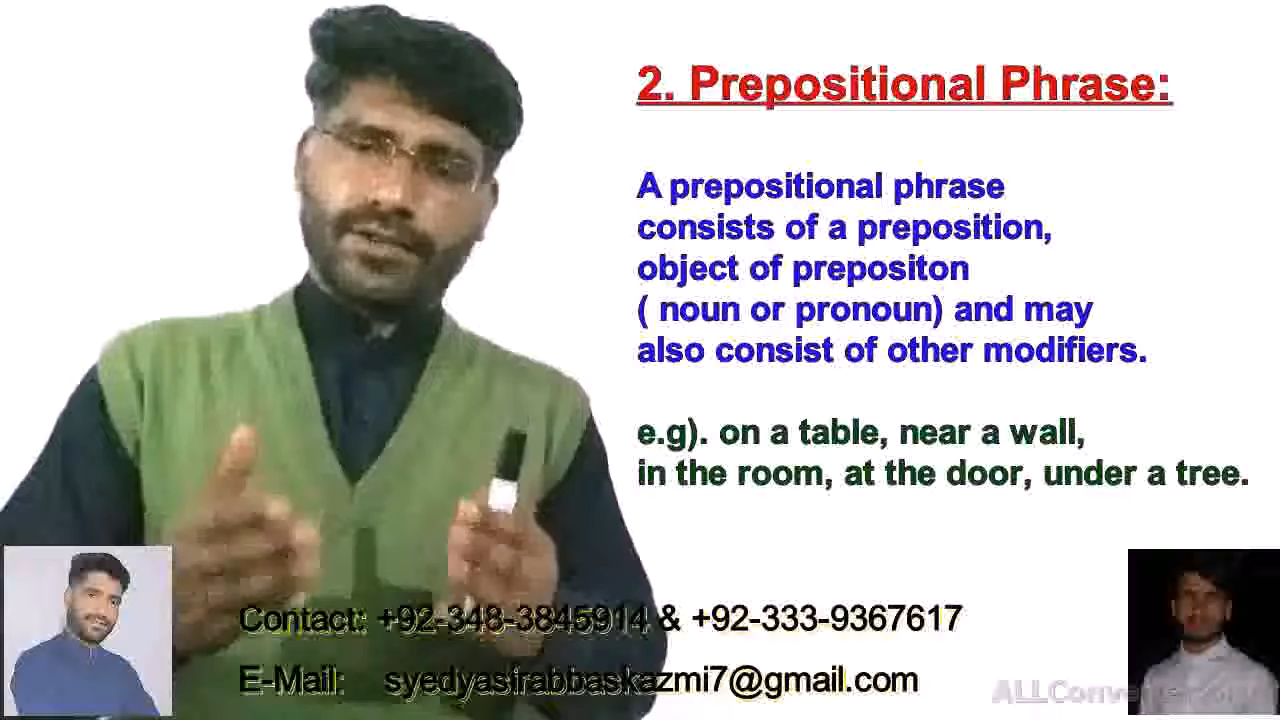 2. Prepositional Phrase:
A prepositional phrase
consists of a preposition,
object of prepositon
( noun or pronoun) and may
also consist of other modifiers.
e.g). on a table, near a wall,
in the room, at the door, under a tree.
Contact: +92-348-3845914 & +92-333-9367617
E-Mail: syedyasirabbaskazmi7@gmail.com